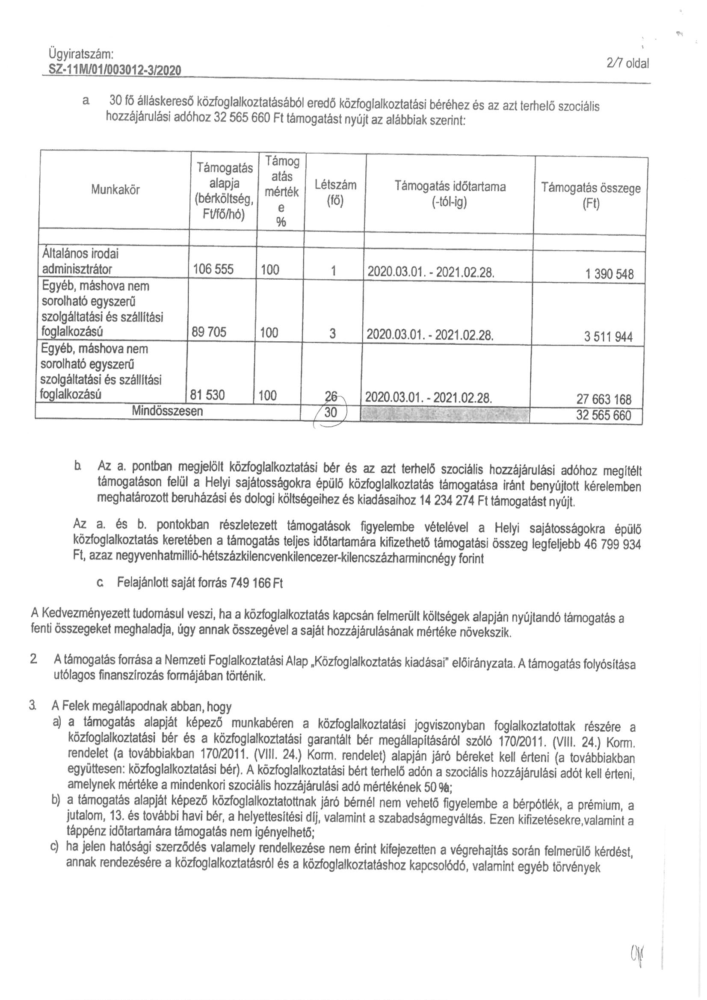 Ügyiratszám:
SZ-11M/01/003012-3/2020
2/7 oldal
a 30 fő álláskereső közfoglalkoztatásából eredő közfoglalkoztatási béréhez és az azt terhelő szociális
hozzájárulási adóhoz 32 565 660 Ft támogatást nyújt az alábbiak szerint:
Munkakör
Támogatás
alapja
(bérköltség,
Ft/fő/hó)
Támog
atás
mérték
e
%
Létszám
(fő)
Támogatás időtartama
(-tól-ig)
Támogatás összege
(Ft)
Általános irodai
adminisztrátor 106 555 100 1 2020.03.01. - 2021.02.28. 1 390 548
Egyéb, máshova nem
sorolható egyszerű
szolgáltatási és szállítási
foglalkozású 89 705 100 3 2020.03.01. - 2021.02.28. 3 511 944
Egyéb, máshova nem
sorolható egyszerű
szolgáltatási és szállítási
foglalkozású 81 530 100 26 2020.03.01. - 2021.02.28. 27 663 168
Mindösszesen 30 32 565 660
b Az a. pontban megjelölt közfoglalkoztatási bér és az azt terhelő szociális hozzájárulási adóhoz megítélt
támogatáson felül a Helyi sajátosságokra épülő közfoglalkoztatás támogatása iránt benyújtott kérelemben
meghatározott beruházási és dologi költségeihez és kiadásaihoz 14 234 274 Ft támogatást nyújt.
Az a. és b. pontokban részletezett támogatások figyelembe vételével a Helyi sajátosságokra épülő
közfoglalkoztatás keretében a támogatás teljes időtartamára kifizethető támogatási összeg legfeljebb 46 799 934
Ft, azaz negyvenhatmillió-hétszázkilencvenkilencezer-kilencszázharmincnégy forint
c Felajánlott saját forrás 749 166 Ft
A Kedvezményezett tudomásul veszi, ha a közfoglalkoztatás kapcsán felmerült költségek alapján nyújtandó támogatás a
fenti összegeket meghaladja, úgy annak összegével a saját hozzájárulásának mértéke növekszik.
2 A támogatás forrása a Nemzeti Foglalkoztatási Alap „Közfoglalkoztatás kiadásai” előirányzata. A támogatás folyósítása
utólagos finanszírozás formájában történik.
3 A Felek megállapodnak abban, hogy
a) a támogatás alapját képező munkabéren a közfoglalkoztatási jogviszonyban foglalkoztatottak részére a
közfoglalkoztatási bér és a közfoglalkoztatási garantált bér megállapításáról szóló 170/2011. (VIII. 24.) Korm.
rendelet (a továbbiakban 170/2011. (VIII. 24.) Korm. rendelet) alapján járó béreket kell érteni (a továbbiakban
együttesen: közfoglalkoztatási bér). A közfoglalkoztatási bért terhelő adón a szociális hozzájárulási adót kell érteni,
amelynek mértéke a mindenkori szociális hozzájárulási adó mértékének 50 %;
b) a támogatás alapját képező közfoglalkoztatottnak járó bérnél nem vehető figyelembe a bérpótlék, a prémium, a
jutalom, 13. és további havi bér, a helyettesítési díj, valamint a szabadságmegváltás. Ezen kifizetésekre,valamint a
táppénz időtartamára támogatás nem igényelhető;
c) ha jelen hatósági szerződés valamely rendelkezése nem érint kifejezetten a végrehajtás során felmerülő kérdést,
annak rendezésére a közfoglalkoztatásról és a közfoglalkoztatáshoz kapcsolódó, valamint egyéb törvények